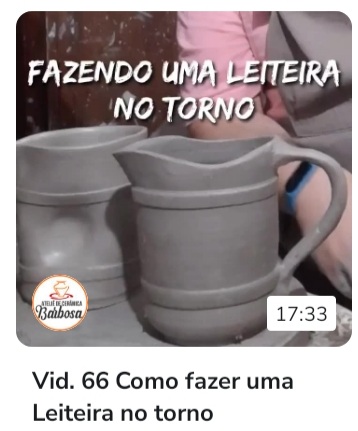 FAZENDO UMA LEITEIRA
NO TORNO
ATELIÊ DE CERÂMICA
Barbosa
17:33
Vid. 66 Como fazer uma
Leiteira no torno